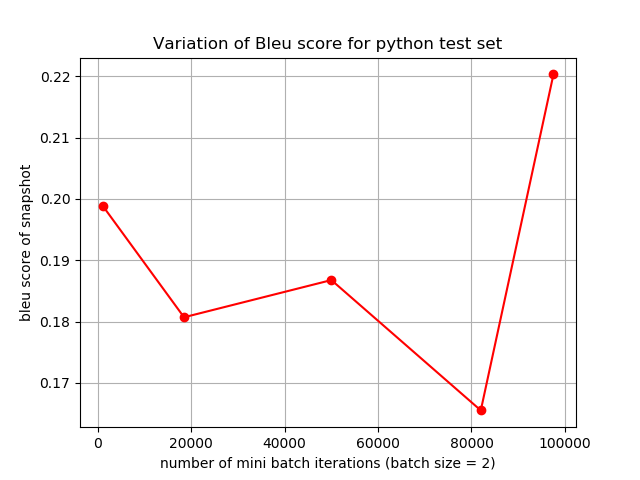 Variation of Bleu score for python test set
0.22
0.21
0.20
0.19
0.18
0.17
bleu score of snapshot
0 20000 40000 60000 80000 100000
number of mini batch iterations (batch size = 2)